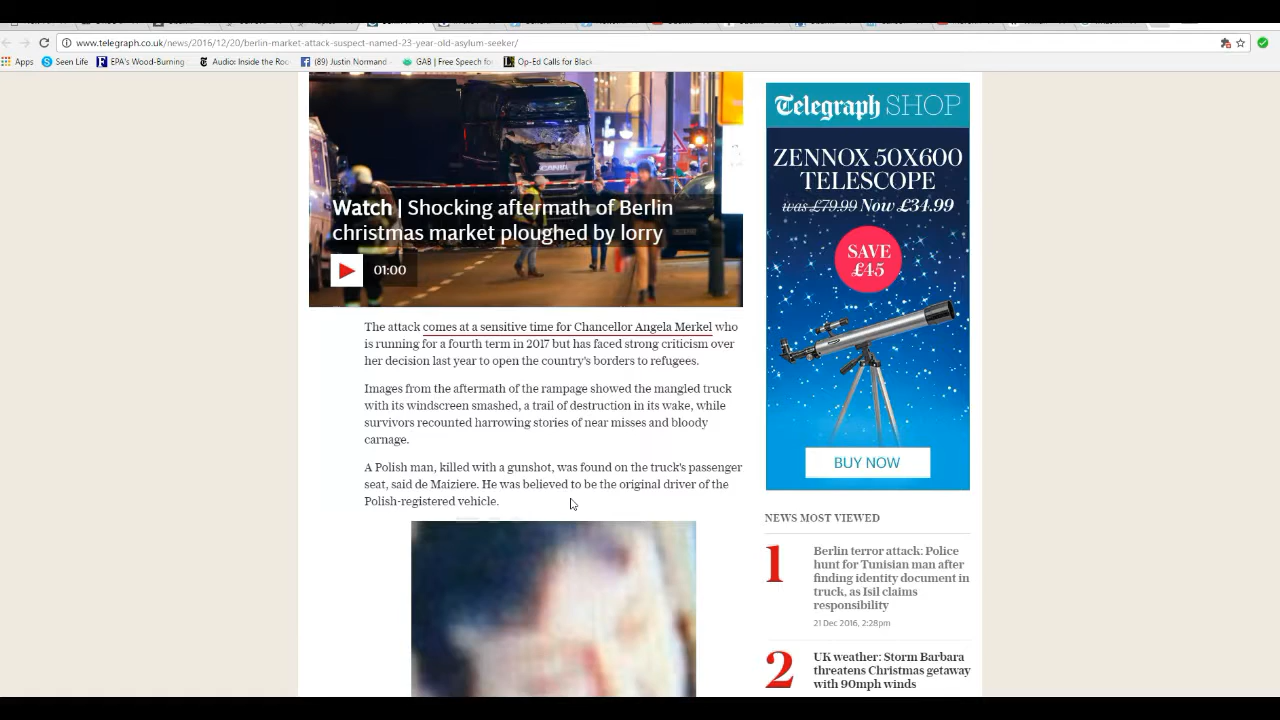 www.telegraph.co.uk/news/2016/12/20/berlin-market-attack-suspect-named-23-year-old-asylum-seeker/
Apps
Seen Life
EPA's Wood-Burning
Audio: Inside the Ro
(89) Justin Normand
GAB | Free Speech fo
Op-Ed Calls for Black
SCANIA
Watch | Shocking aftermath of Berlin
christmas market ploughed by lorry
01:00
The attack comes at a sensitive time for Chancellor Angela Merkel who
is running for a fourth term in 2017 but has faced strong criticism over
her decision last year to open the country's borders to refugees.
Images from the aftermath of the rampage showed the mangled truck
with its windscreen smashed, a trail of destruction in its wake, while
survivors recounted harrowing stories of near misses and bloody
carnage.
A Polish man, killed with a gunshot, was found on the truck's passenger
seat, said de Maiziere. He was believed to be the original driver of the
Polish-registered vehicle.
Telegraph SHOP
ZENNOX 50X600
TELESCOPE
was £79.99 Now £34.99
SAVE
£45
BUY NOW
NEWS MOST VIEWED
1
Berlin terror attack: Police
hunt for Tunisian man after
finding identity document in
truck, as Isil claims
responsibility
21 Dec 2016, 2:28pm
2
UK weather: Storm Barbara
threatens Christmas getaway
with 90mph winds